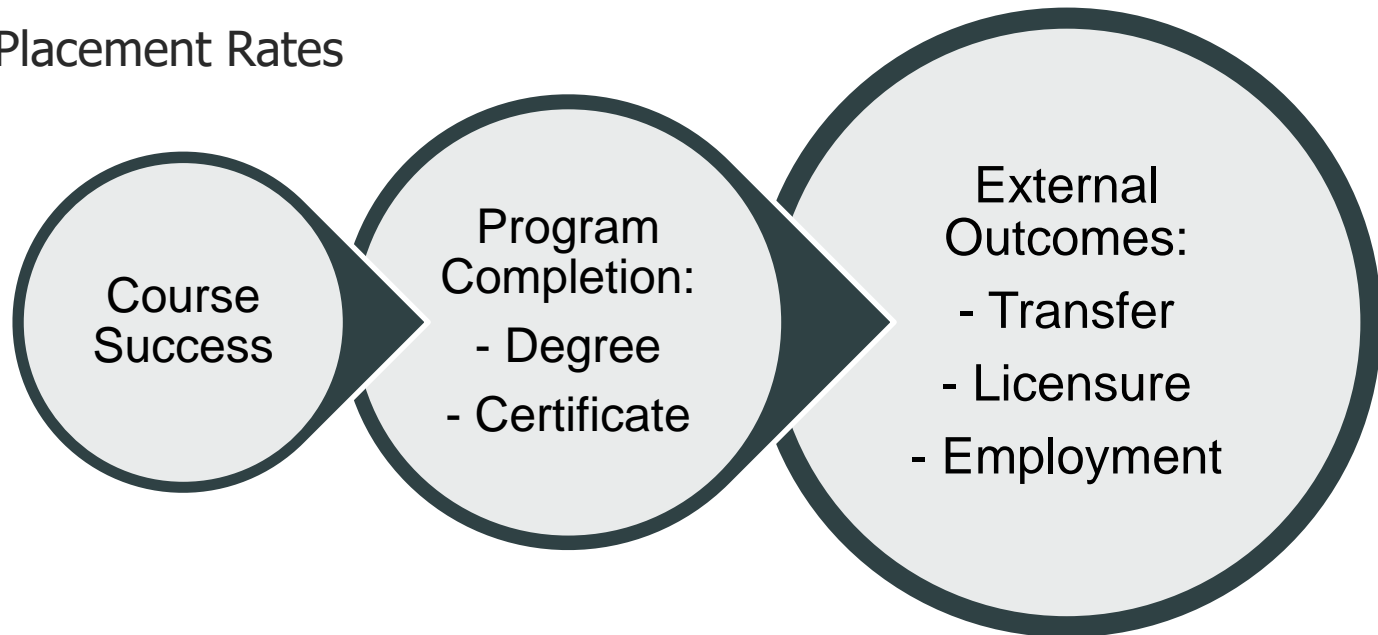 Placement Rates
Course
Success
Program
Completion:
- Degree
- Certificate
External
Outcomes:
- Transfer
- Licensure
- Employment